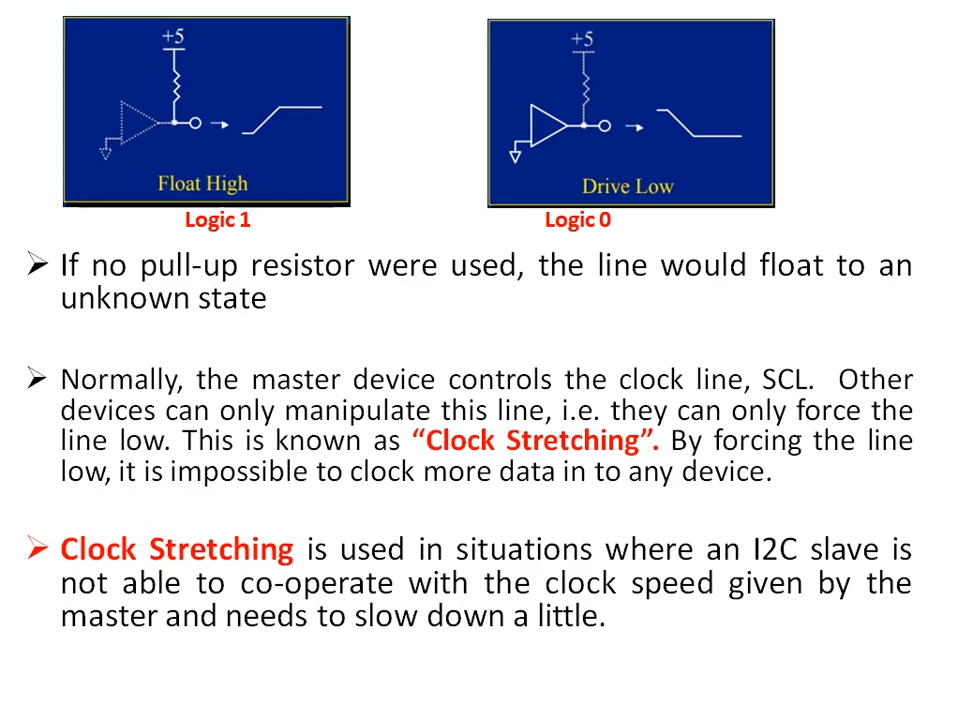 +5
+5
Float High
Drive Low
Logic 1
Logic 0
If no pull-up resistor were used, the line would float to an
unknown state
Normally, the master device controls the clock line, SCL. Other
devices can only manipulate this line, i.e. they can only force the
line low. This is known as “Clock Stretching”. By forcing the line
low, it is impossible to clock more data in to any device.
Clock Stretching is used in situations where an I2C slave is
not able to co-operate with the clock speed given by the
master and needs to slow down a little.